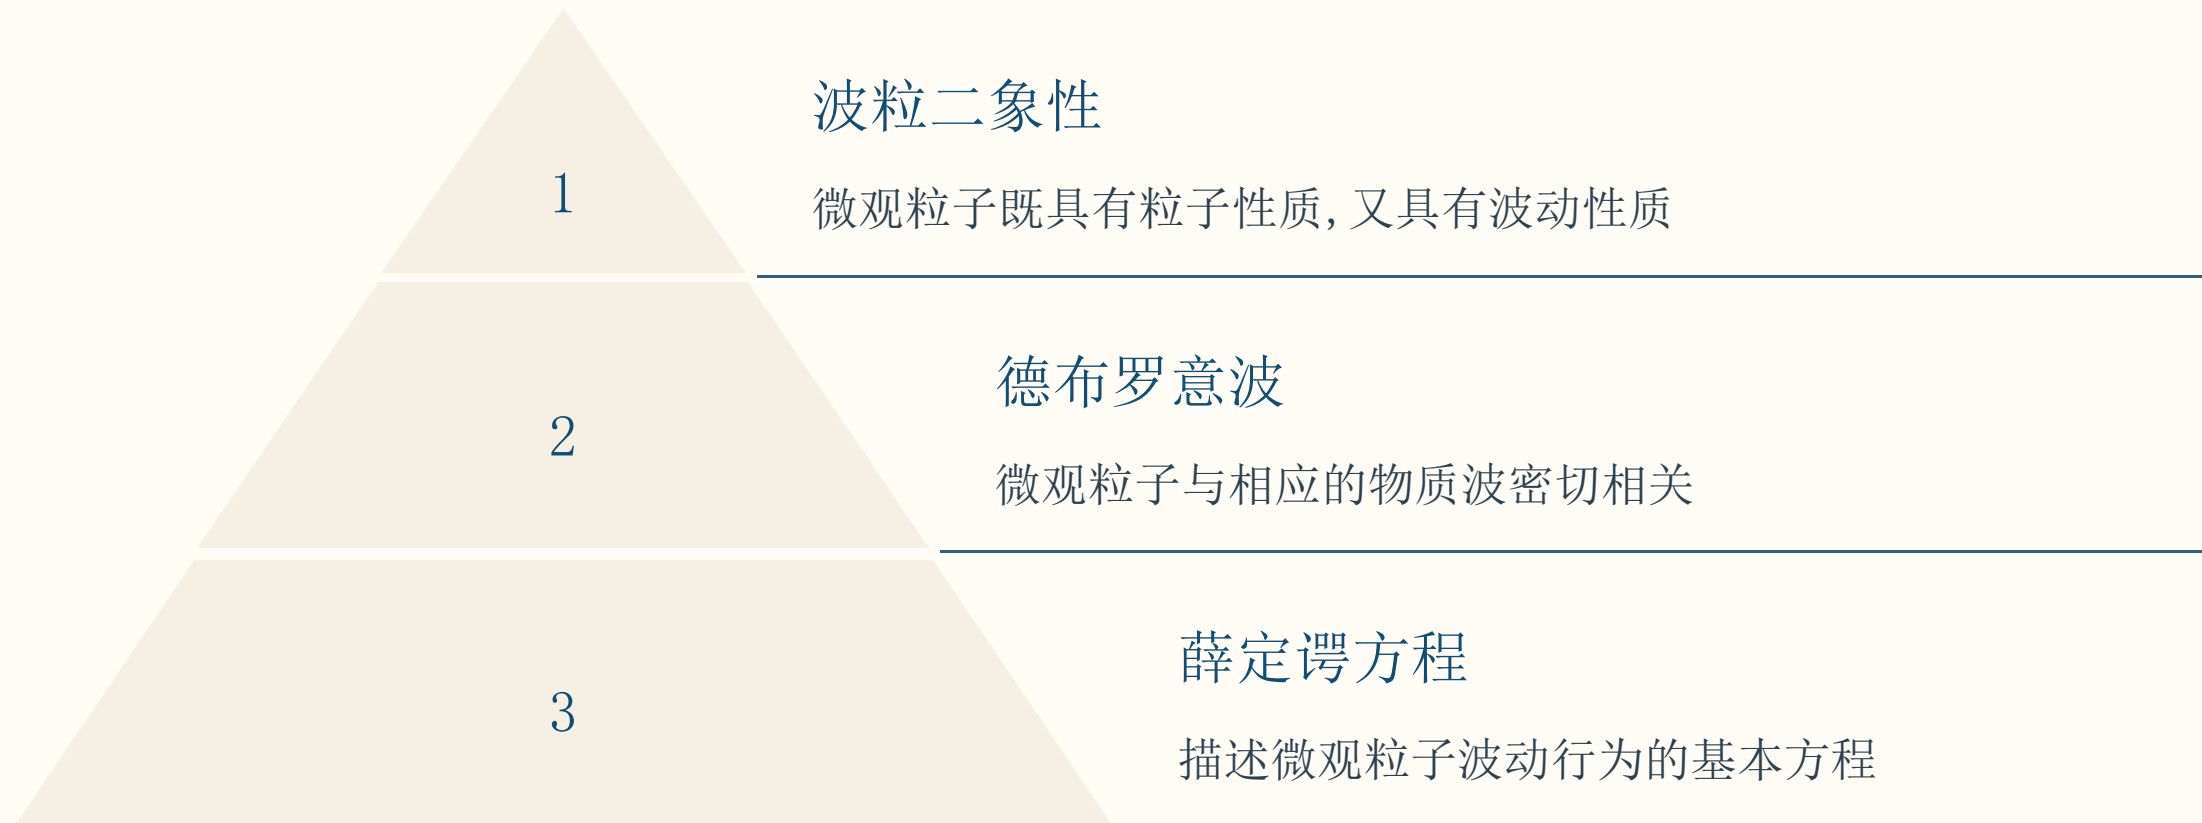 1
波粒二象性
微观粒子既具有粒子性质, 又具有波动性质
2
德布罗意波
微观粒子与相应的物质波密切相关
3
薛定谔方程
描述微观粒子波动行为的基本方程